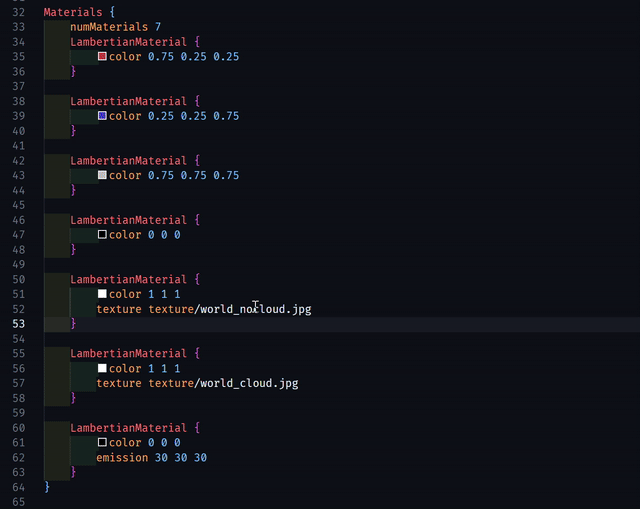 32 Materials {
33 numMaterials 7
34 LambertianMaterial {
35 color 0.75 0.25 0.25
36 }
37
38 LambertianMaterial {
39 color 0.25 0.25 0.75
40 }
41
42 LambertianMaterial {
43 color 0.75 0.75 0.75
44 }
45
46 LambertianMaterial {
47 color 0 0 0
48 }
49
50 LambertianMaterial {
51 color 1 1 1
52 texture texture/world_nocloud.jpg
53 }
54
55 LambertianMaterial {
56 color 1 1 1
57 texture texture/world_cloud.jpg
58 }
59
60 LambertianMaterial {
61 color 0 0 0
62 emission 30 30 30
63 }
64 }
65